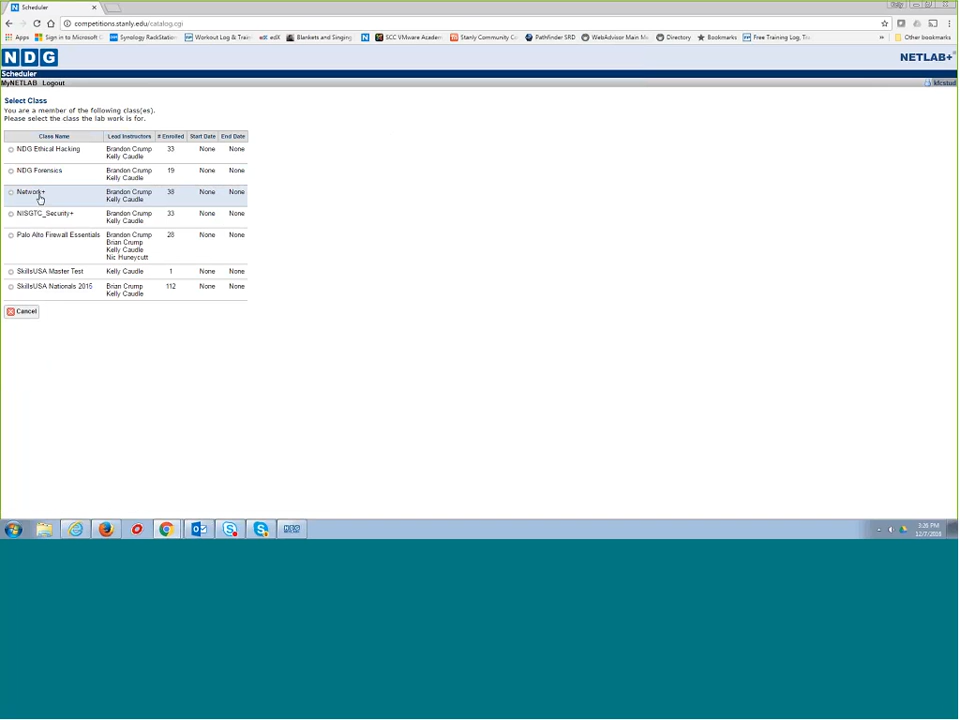 Scheduler
competitions.stanly.edu/catalog.cgi
Apps Sign in to Microsoft Synology RackStation Workout Log & Train edX Blankets and Singing SCC VMware Academ Stanly Community Co Pathfinder SRD WebAdvisor Main M Directory Bookmarks Free Training Log, Tra » Other bookmarks
NDG NETLAB+
Scheduler
MyNETLAB Logout kfcstud
Select Class
You are a member of the following class(es).
Please select the class the lab work is for.
Class Name Lead Instructors # Enrolled Start Date End Date
NDG Ethical Hacking Brandon Crump 33 None None
Kelly Caudle
NDG Forensics Brandon Crump 19 None None
Kelly Caudle
Network+ Brandon Crump 38 None None
Kelly Caudle
NISGTC_Security+ Brandon Crump 33 None None
Kelly Caudle
Palo Alto Firewall Essentials Brandon Crump 28 None None
Brian Crump
Kelly Caudle
Nic Huneycutt
SkillsUSA Master Test Kelly Caudle 1 None None
SkillsUSA Nationals 2015 Brian Crump 112 None None
Kelly Caudle
Cancel
3:26 PM
12/7/2016